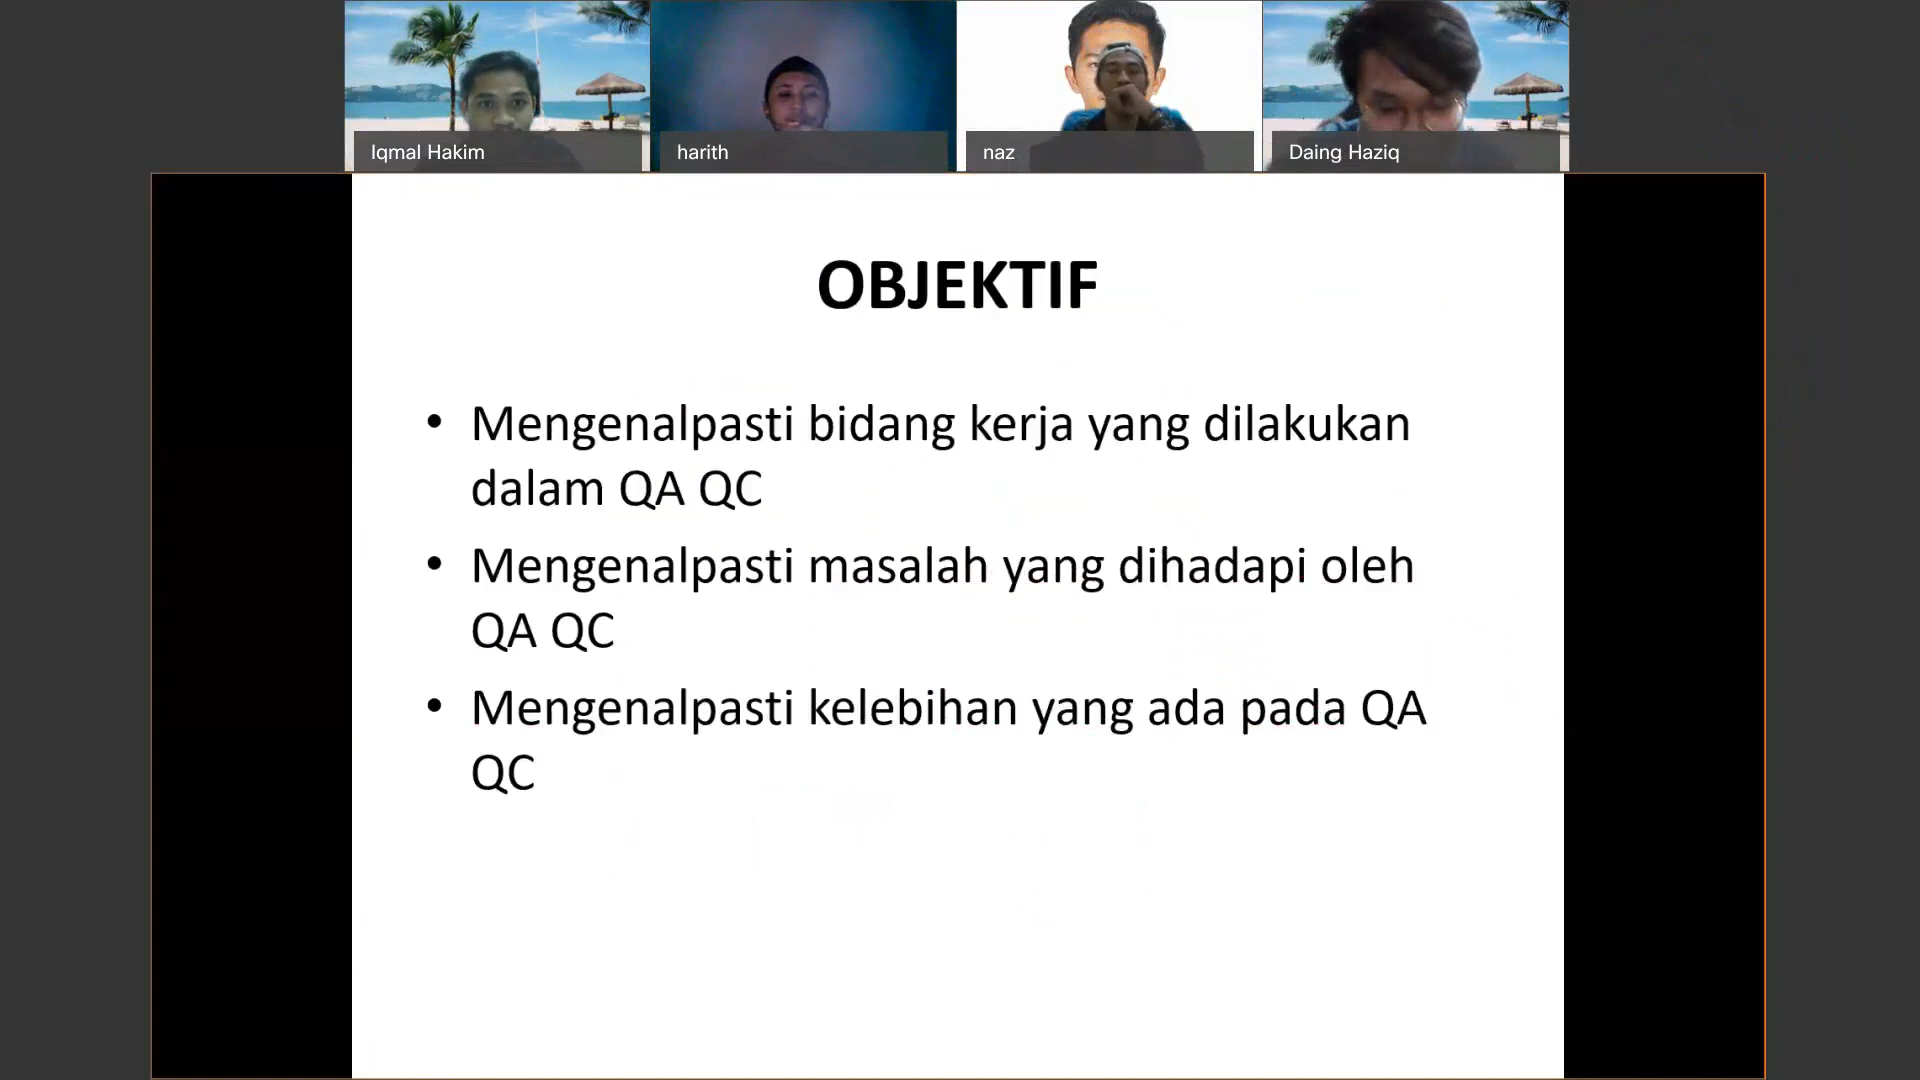 Iqmal Hakim
harith
naz
Daing Haziq
OBJEKTIF
• Mengenalpasti bidang kerja yang dilakukan
dalam QA QC
• Mengenalpasti masalah yang dihadapi oleh
QA QC
• Mengenalpasti kelebihan yang ada pada QA
QC